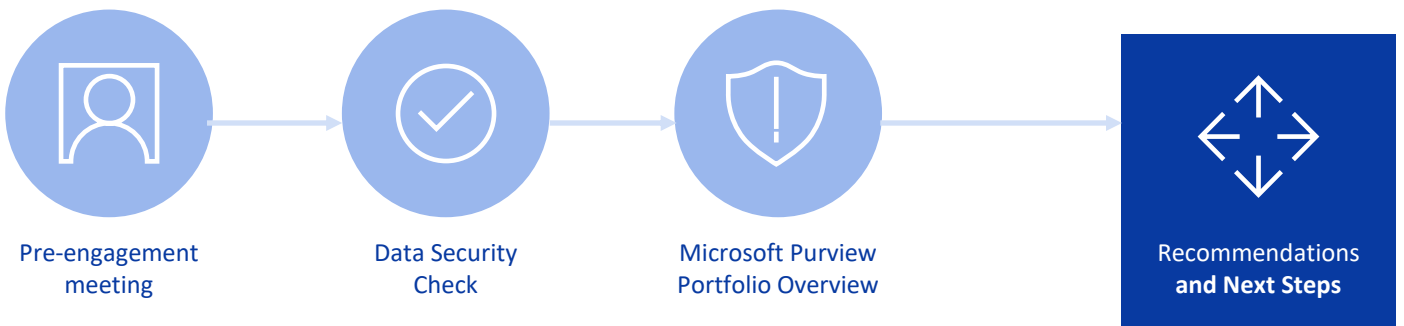 Pre-engagement
meeting
Data Security
Check
Microsoft Purview
Portfolio Overview
Recommendations
and Next Steps